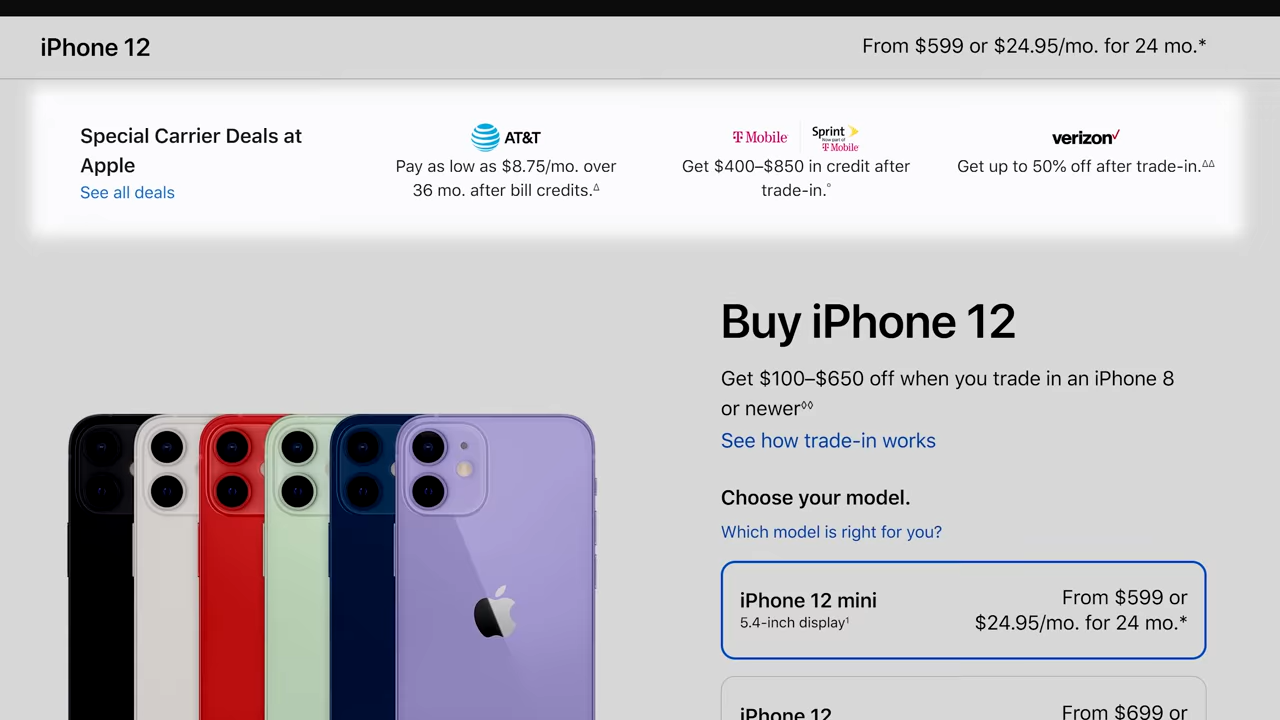 iPhone 12
From $599 or $24.95/mo. for 24 mo.*
Special Carrier Deals at
Apple
See all deals
AT&T
Pay as low as $8.75/mo. over
36 mo. after bill credits.∆
T Mobile
Sprint
Now part of
T Mobile
Get $400–$850 in credit after
trade-in.°
verizon✓
Get up to 50% off after trade-in.∆∆
Buy iPhone 12
Get $100–$650 off when you trade in an iPhone 8
or newer◊◊
See how trade-in works
Choose your model.
Which model is right for you?
iPhone 12 mini
5.4-inch display¹
From $599 or
$24.95/mo. for 24 mo.*
iPhone 12
From $699 or